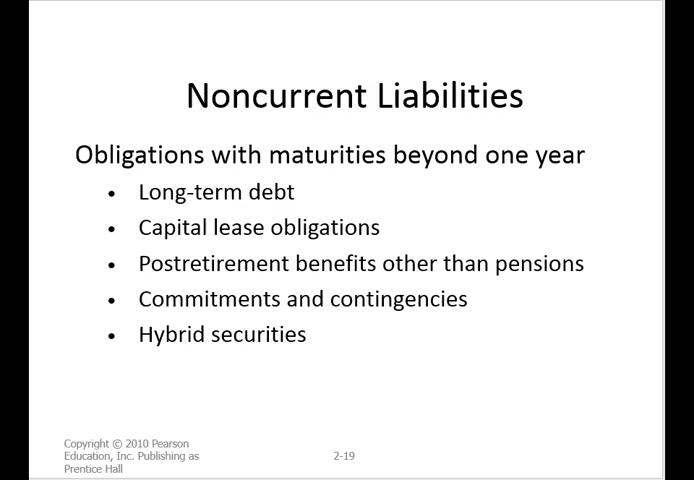 Noncurrent Liabilities
Obligations with maturities beyond one year
• Long-term debt
• Capital lease obligations
• Postretirement benefits other than pensions
• Commitments and contingencies
• Hybrid securities
Copyright © 2010 Pearson
Education, Inc. Publishing as
Prentice Hall
2-19